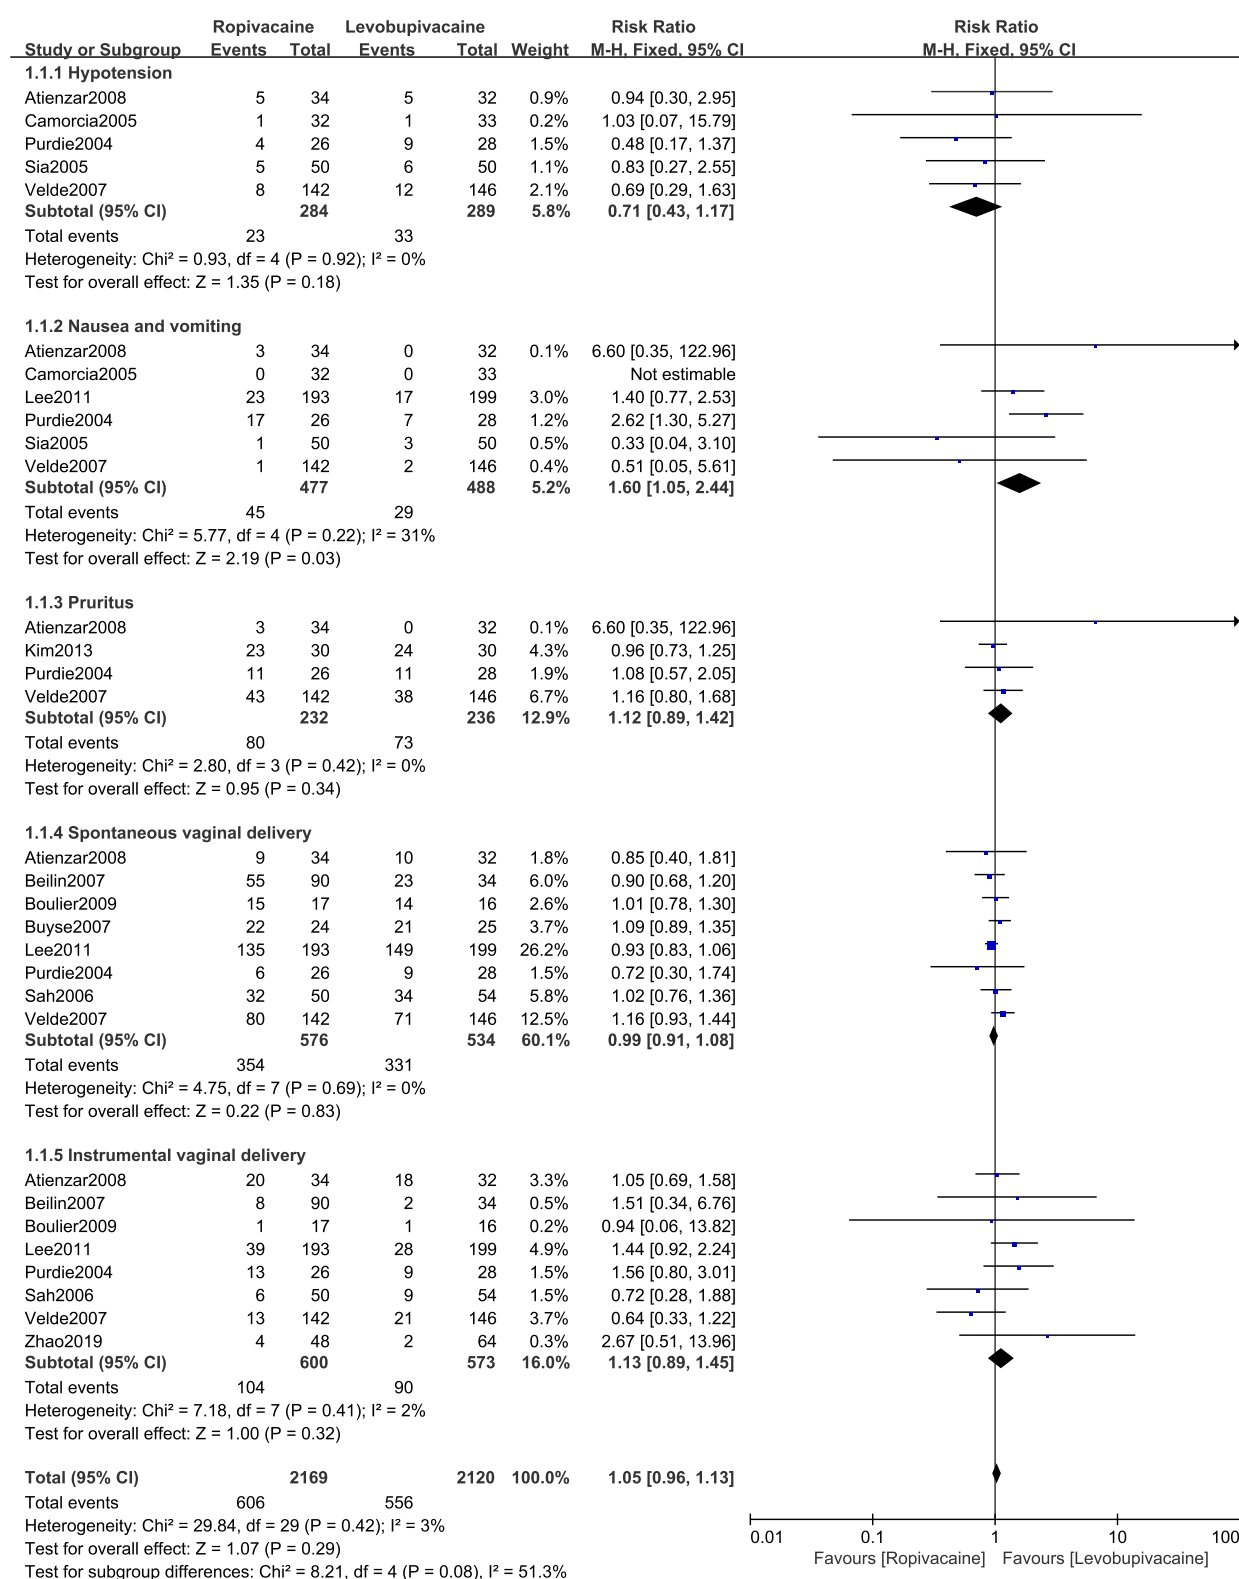 Ropivacaine Levobupivacaine Risk Ratio Risk Ratio
Study or Subgroup Events Total Events Total Weight M-H, Fixed, 95% CI M-H, Fixed, 95% CI
1.1.1 Hypotension
Atienzar2008 5 34 5 32 0.9% 0.94 [0.30, 2.95]
Camorcia2005 1 32 1 33 0.2% 1.03 [0.07, 15.79]
Purdie2004 4 26 9 28 1.4% 0.48 [0.17, 1.37]
Sia2005 5 50 6 50 1.1% 0.83 [0.27, 2.55]
Velde2007 8 142 12 146 2.1% 0.69 [0.29, 1.63]
Subtotal (95% CI) 284 289 5.8% 0.71 [0.43, 1.17]
Total events 23 33
Heterogeneity: Chi² = 0.93, df = 4 (P = 0.92); I² = 0%
Test for overall effect: Z = 1.35 (P = 0.18)
1.1.2 Nausea and vomiting
Atienzar2008 3 34 0 32 0.1% 6.60 [0.35, 122.96]
Camorcia2005 0 32 0 33 Not estimable
Lee2011 23 193 17 199 3.0% 1.40 [0.77, 2.53]
Purdie2004 17 26 7 28 1.2% 2.62 [1.30, 5.27]
Sia2005 1 50 3 50 0.5% 0.33 [0.04, 3.10]
Velde2007 1 142 2 146 0.4% 0.51 [0.05, 5.61]
Subtotal (95% CI) 477 488 5.2% 1.60 [1.05, 2.44]
Total events 45 29
Heterogeneity: Chi² = 5.77, df = 4 (P = 0.22); I² = 31%
Test for overall effect: Z = 2.19 (P = 0.03)
1.1.3 Pruritus
Atienzar2008 3 34 0 32 0.1% 6.60 [0.35, 122.96]
Kim2013 23 30 24 30 4.3% 0.96 [0.73, 1.25]
Purdie2004 11 26 11 28 1.9% 1.08 [0.57, 2.05]
Velde2007 43 142 38 146 6.7% 1.16 [0.80, 1.68]
Subtotal (95% CI) 232 236 12.9% 1.12 [0.89, 1.42]
Total events 80 73
Heterogeneity: Chi² = 2.80, df = 3 (P = 0.42); I² = 0%
Test for overall effect: Z = 0.95 (P = 0.34)
1.1.4 Spontaneous vaginal delivery
Atienzar2008 9 34 10 32 1.8% 0.85 [0.40, 1.81]
Beilin2007 55 90 23 34 6.0% 0.90 [0.68, 1.20]
Boulier2009 15 17 14 16 2.6% 1.01 [0.78, 1.30]
Buyse2007 22 24 21 25 3.7% 1.09 [0.89, 1.35]
Lee2011 135 193 149 199 26.2% 0.93 [0.83, 1.06]
Purdie2004 6 26 9 28 1.5% 0.72 [0.30, 1.74]
Sah2006 32 50 34 54 5.8% 1.02 [0.76, 1.36]
Velde2007 80 142 71 146 12.5% 1.16 [0.93, 1.44]
Subtotal (95% CI) 576 534 60.1% 0.99 [0.91, 1.08]
Total events 354 331
Heterogeneity: Chi² = 4.75, df = 7 (P = 0.69); I² = 0%
Test for overall effect: Z = 0.22 (P = 0.83)
1.1.5 Instrumental vaginal delivery
Atienzar2008 20 34 18 32 3.3% 1.05 [0.69, 1.58]
Beilin2007 8 90 2 34 0.5% 1.51 [0.34, 6.76]
Boulier2009 1 17 1 16 0.2% 0.94 [0.06, 13.82]
Lee2011 39 193 28 199 4.9% 1.44 [0.92, 2.24]
Purdie2004 13 26 9 28 1.5% 1.56 [0.80, 3.01]
Sah2006 6 50 9 54 1.5% 0.72 [0.28, 1.88]
Velde2007 13 142 21 146 3.7% 0.64 [0.33, 1.22]
Zhao2019 4 48 2 64 0.3% 2.67 [0.51, 13.96]
Subtotal (95% CI) 600 573 16.0% 1.13 [0.89, 1.45]
Total events 104 90
Heterogeneity: Chi² = 7.18, df = 7 (P = 0.41); I² = 2%
Test for overall effect: Z = 1.00 (P = 0.32)
Total (95% CI) 2169 2120 100.0% 1.05 [0.96, 1.13]
Total events 606 556
Heterogeneity: Chi² = 29.84, df = 29 (P = 0.42); I² = 3%
Test for overall effect: Z = 1.07 (P = 0.29)
Test for subgroup differences: Chi² = 8.21, df = 4 (P = 0.08), I² = 51.3%
0.01 0.1 1 10 100
Favours [Ropivacaine] Favours [Levobupivacaine]